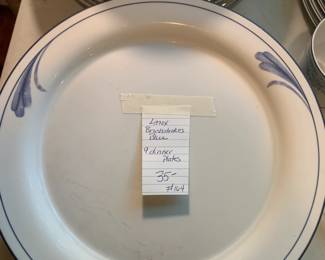 Lenox
Brushstrokes
Blue
9 dinner
Plates
35-
#164